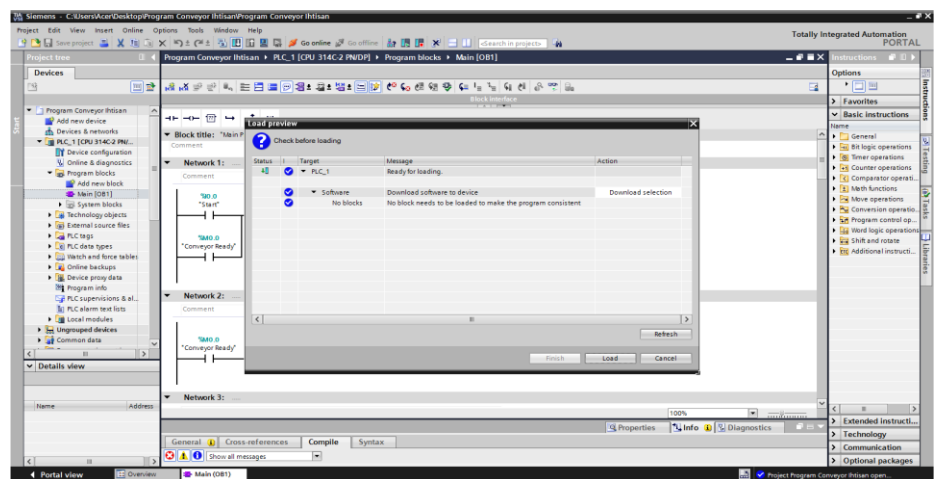 Siemens - C:\Users\Acer\Desktop\Program Conveyor Ihtisan\Program Conveyor Ihtisan
Project Edit View Insert Online Options Tools Window Help
Totally Integrated Automation
PORTAL
Save project
Go online
Go offline
<Search in project>
Project tree
Program Conveyor Ihtisan ▸ PLC_1 [CPU 314C-2 PN/DP] ▸ Program blocks ▸ Main [OB1]
Instructions
Devices
Options
Block interface
Program Conveyor Ihtisan
Add new device
Devices & networks
PLC_1 [CPU 314C-2 PN/...
Device configuration
Online & diagnostics
Program blocks
Add new block
Main [OB1]
System blocks
Technology objects
External source files
PLC tags
PLC data types
Watch and force tables
Online backups
Device proxy data
Program info
PLC supervisions & al...
PLC alarm text lists
Local modules
Ungrouped devices
Common data
Details view
Name Address
Block title: "Main P
Comment
Network 1: ....
Comment
%I0.0
"Start"
%M0.0
"Conveyor Ready"
Network 2: ....
Comment
%M0.0
"Conveyor Ready"
Network 3: ....
100%
Load preview
Check before loading
Status ! Target Message Action
PLC_1 Ready for loading.
Software Download software to device Download selection
No blocks No block needs to be loaded to make the program consistent
Refresh
Finish Load Cancel
Properties Info Diagnostics
General Cross-references Compile Syntax
Show all messages
Favorites
Basic instructions
Name
General
Bit logic operations
Timer operations
Counter operations
Comparator operati...
Math functions
Move operations
Conversion operatio...
Program control op...
Word logic operations
Shift and rotate
Additional instructi...
Extended instructi...
Technology
Communication
Optional packages
Instructions
Testing
Tasks
Libraries
Start
Portal view Overview Main (OB1)
Project Program Conveyor Ihtisan open...